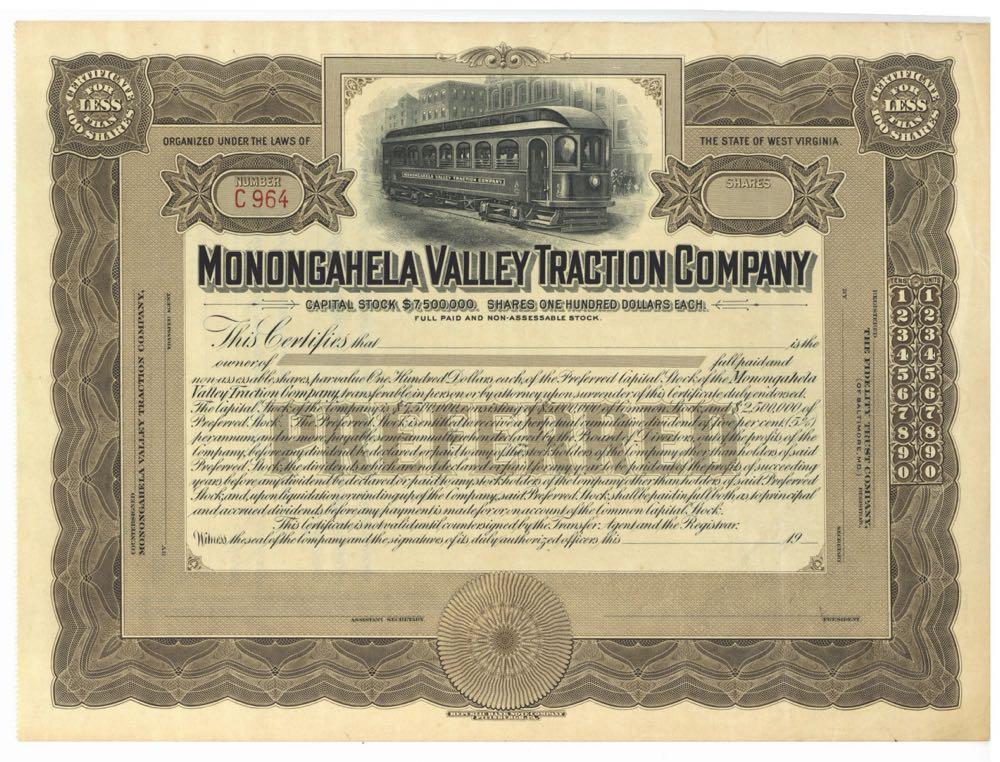 CERTIFICATE
FOR
LESS
THAN
100 SHARES
CERTIFICATE
FOR
LESS
THAN
100 SHARES
ORGANIZED UNDER THE LAWS OF
THE STATE OF WEST VIRGINIA.
MONONGAHELA VALLEY TRACTION COMPANY
NUMBER
C 964
SHARES
MONONGAHELA VALLEY TRACTION COMPANY
CAPITAL STOCK $7,500,000. SHARES ONE HUNDRED DOLLARS EACH.
FULL PAID AND NON-ASSESSABLE STOCK.
This Certifies that is the
owner of full paid and
non-assessable shares, par value One Hundred Dollars each, of the Preferred Capital Stock of the Monongahela
Valley Traction Company, transferable in person or by attorney upon surrender of this Certificate duly endorsed.
The Capital Stock of the Company is $7,500,000, consisting of $5,000,000 of Common Stock and $2,500,000 of
Preferred Stock. The Preferred Stock is entitled to receive a perpetual cumulative dividend of five per cent (5%)
per annum, and no more, payable semi-annually when declared by the Board of Directors, out of the profits of the
Company, before any dividend be declared or paid to any of the stockholders of the Company other than holders of said
Preferred Stock, the dividends which are not declared and paid for any year to be paid out of the profits of succeeding
years before any dividend be declared or paid to any stockholders of the Company other than holders of said Preferred
Stock, and, upon liquidation or winding up of the Company, said Preferred Stock shall be paid in full both as to principal
and accrued dividends before any payment is made for or on account of the Common Capital Stock.
This Certificate is not valid until countersigned by the Transfer Agent and the Registrar.
Witness the seal of the Company and the signatures of its duly authorized officers this 19
PREFERRED
COUNTERSIGNED
MONONGAHELA VALLEY TRACTION COMPANY,
TRANSFER AGENT
BY
REGISTERED
THE FIDELITY TRUST COMPANY,
(OF BALTIMORE, MD.) REGISTRAR
BY
SECRETARY
TENS UNITS
1 1
2 2
3 3
4 4
5 5
6 6
7 7
8 8
9 9
0 0
ASSISTANT SECRETARY
PRESIDENT
REPUBLIC BANK NOTE COMPANY
PITTSBURGH, PA.